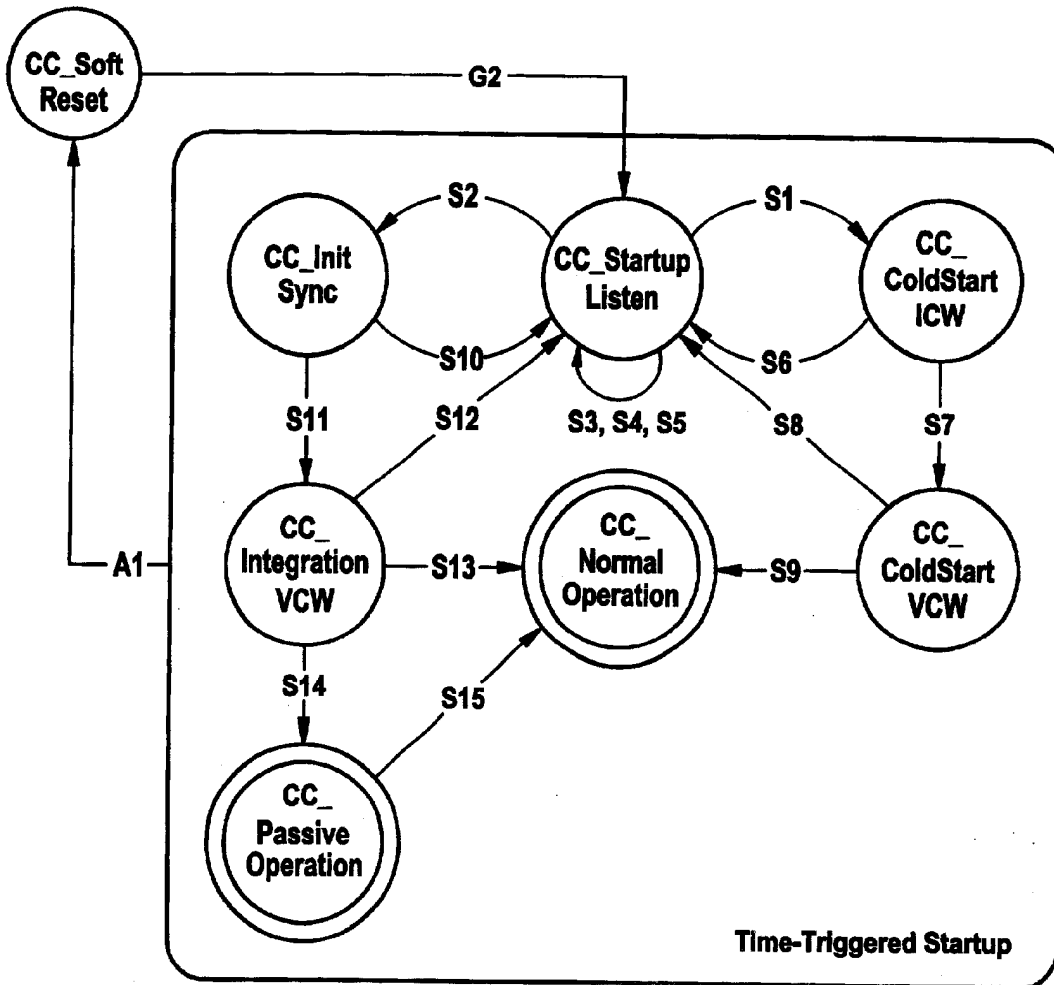 CC_Soft
Reset
G2
S2
S1
CC_Init
Sync
CC_Startup
Listen
CC_
ColdStart
ICW
S10
S6
S11
S12
S3, S4, S5
S8
S7
CC_
Integration
VCW
CC_
Normal
Operation
CC_
ColdStart
VCW
A1
S13
S9
S14
S15
CC_
Passive
Operation
Time-Triggered Startup